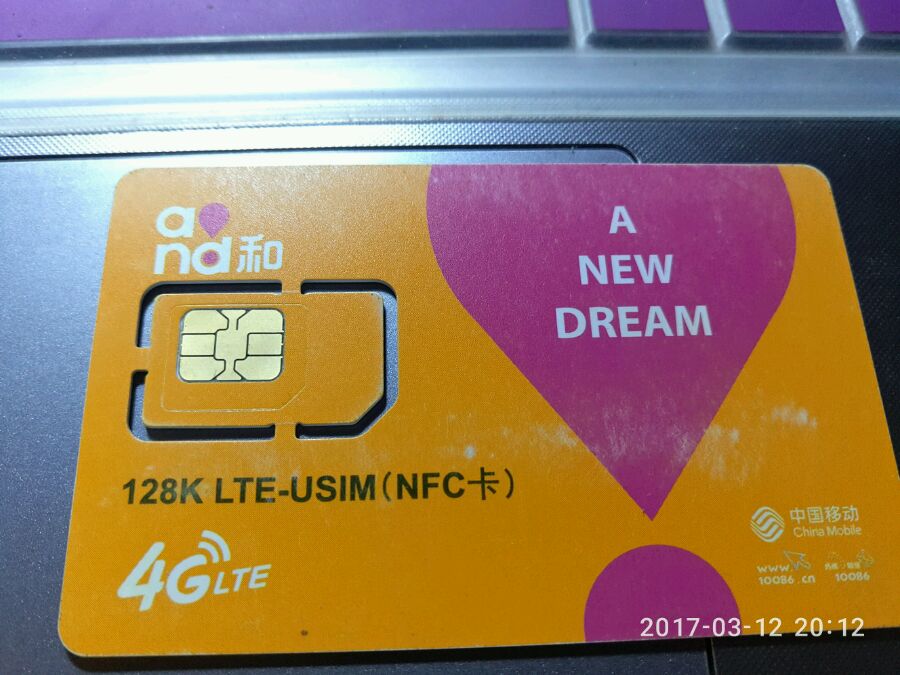 and和
A
NEW
DREAM
128K LTE-USIM(NFC卡)
4G LTE
中国移动
China Mobile
www.
10086.cn
10086
2017-03-12 20:12